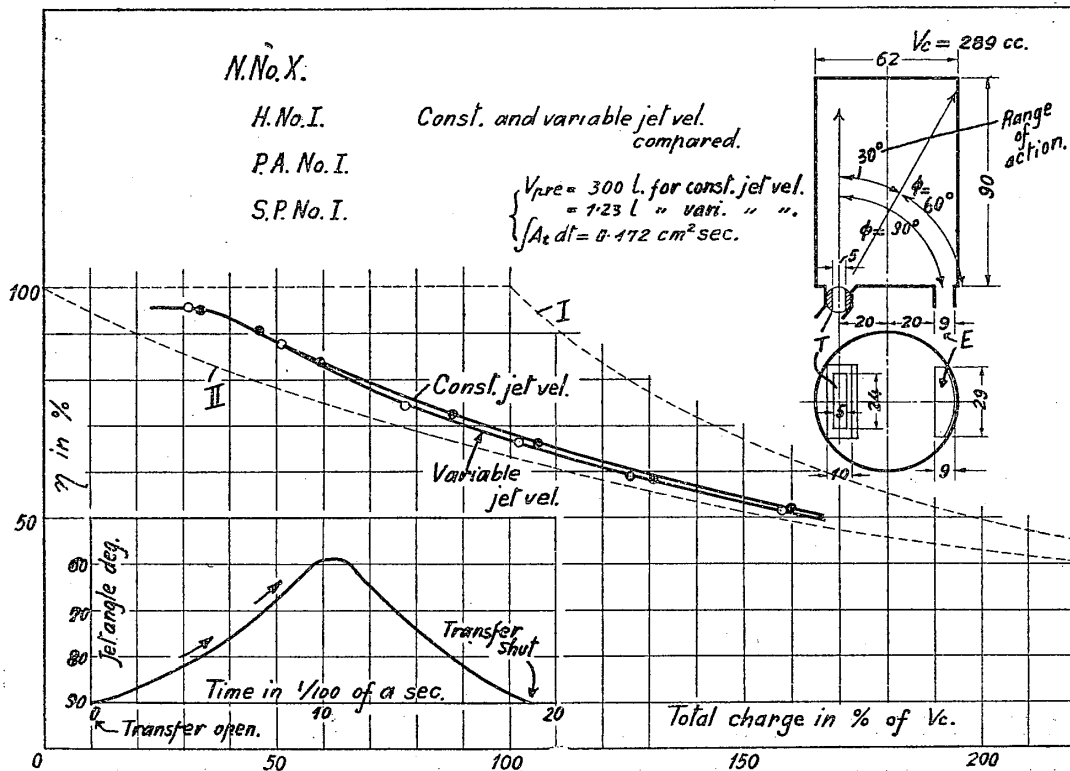 N.No.X.
H.No.I.
P.A.No.I.
S.P.No.I.
Const. and variable jet vel.
compared.
Vpre = 300 l. for const. jet vel.
= 1·23 l " vari. " ".
∫At dt = 0·172 cm² sec.
Vc = 289 cc.
62
Range
of
action.
30°
ϕ=
60°
ϕ= 90°
90
5
20
20
9
T
E
5
24
29
10
9
100
50
η in %
I
II
Const. jet vel.
Variable
jet vel.
Jet angle deg.
60
70
80
90
Transfer
shut
Time in 1/100 of a sec.
0
10
20
Transfer open.
Total charge in % of Vc.
0
50
100
150
200